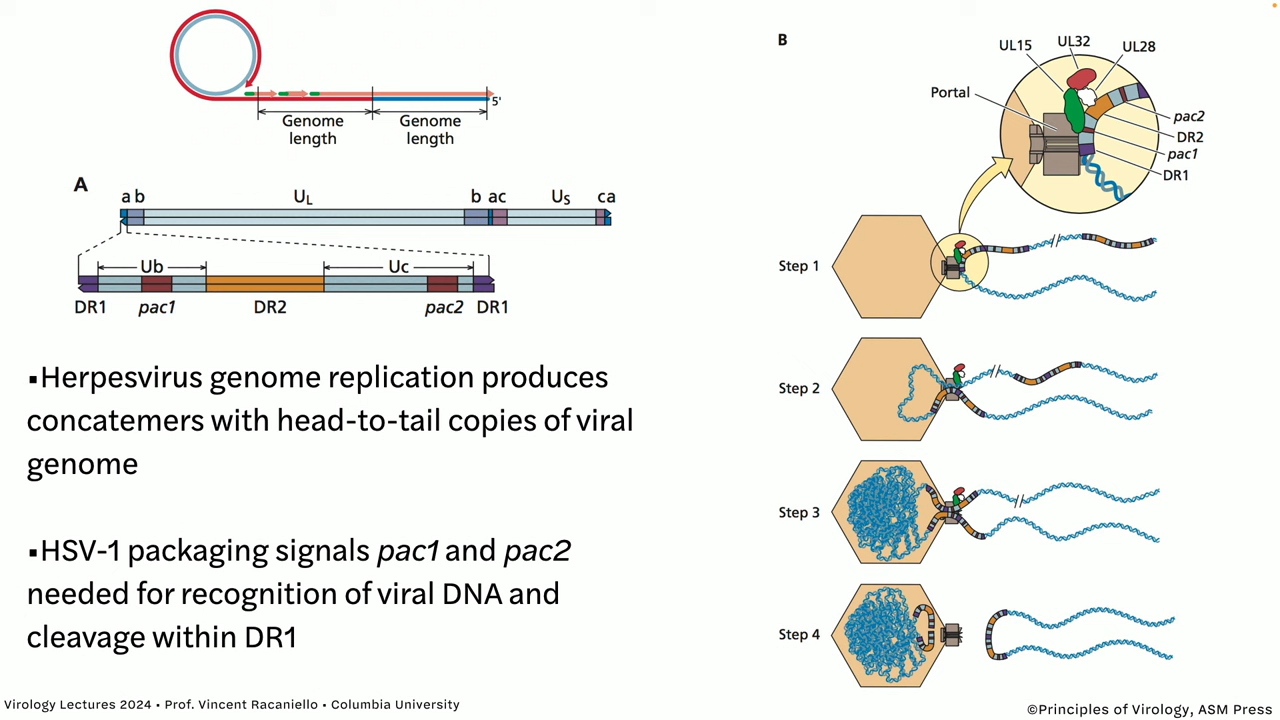 5'
Genome
length
Genome
length
A
a b UL b ac US ca
Ub Uc
DR1 pac1 DR2 pac2 DR1
▪Herpesvirus genome replication produces
concatemers with head-to-tail copies of viral
genome
▪HSV-1 packaging signals pac1 and pac2
needed for recognition of viral DNA and
cleavage within DR1
B
UL15
UL32
UL28
Portal
pac2
DR2
pac1
DR1
Step 1
Step 2
Step 3
Step 4
Virology Lectures 2024 • Prof. Vincent Racaniello • Columbia University
©Principles of Virology, ASM Press